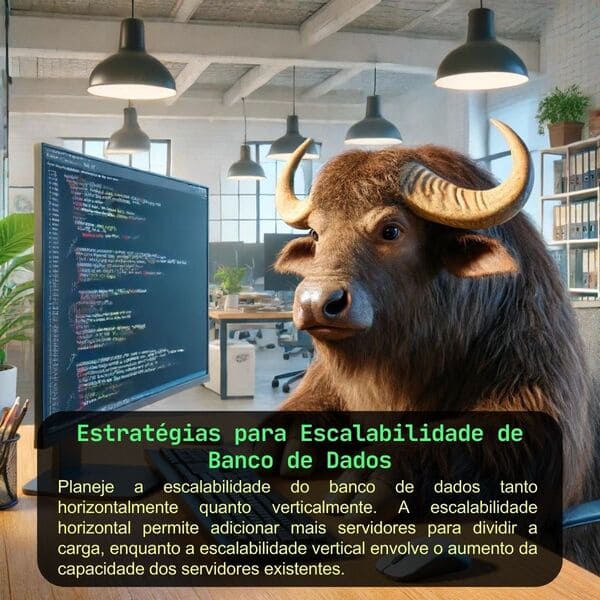 Estratégias para Escalabilidade de
Banco de Dados
Planeje a escalabilidade do banco de dados tanto
horizontalmente quanto verticalmente. A escalabilidade
horizontal permite adicionar mais servidores para dividir a
carga, enquanto a escalabilidade vertical envolve o aumento da
capacidade dos servidores existentes.